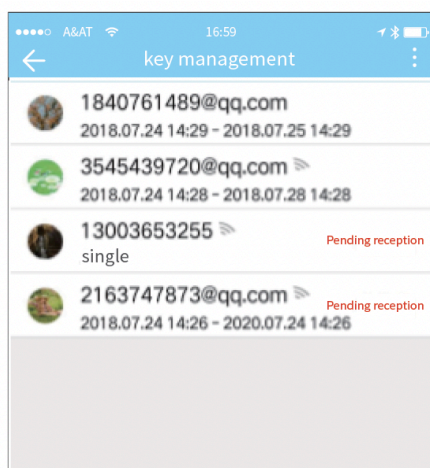 A&AT 16:59
key management
1840761489@qq.com
2018.07.24 14:29 - 2018.07.25 14:29
3545439720@qq.com
2018.07.24 14:28 - 2018.07.28 14:28
13003653255
Pending reception
single
2163747873@qq.com
Pending reception
2018.07.24 14:26 - 2020.07.24 14:26